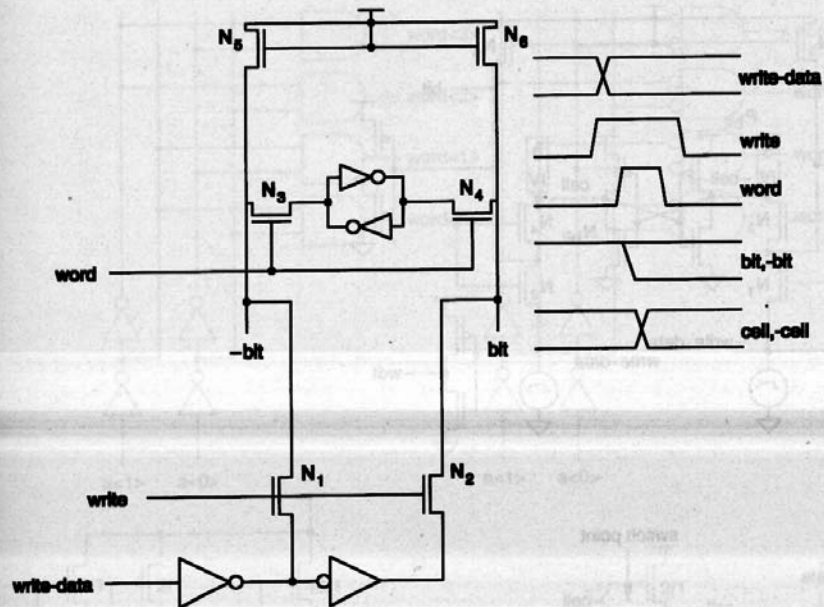 N5
N6
write-data
write
N3
N4
word
word
bit,-bit
cell,-cell
-bit
bit
N1
N2
write
write-data